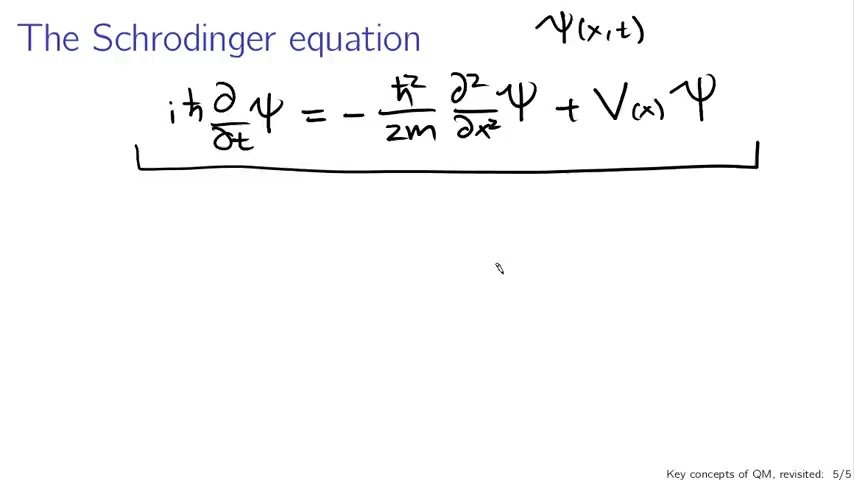 The Schrodinger equation
Ψ(x,t)
iħ ∂/∂t Ψ = - ħ²/2m ∂²/∂x² Ψ + V(x) Ψ
Key concepts of QM, revisited: 5/5